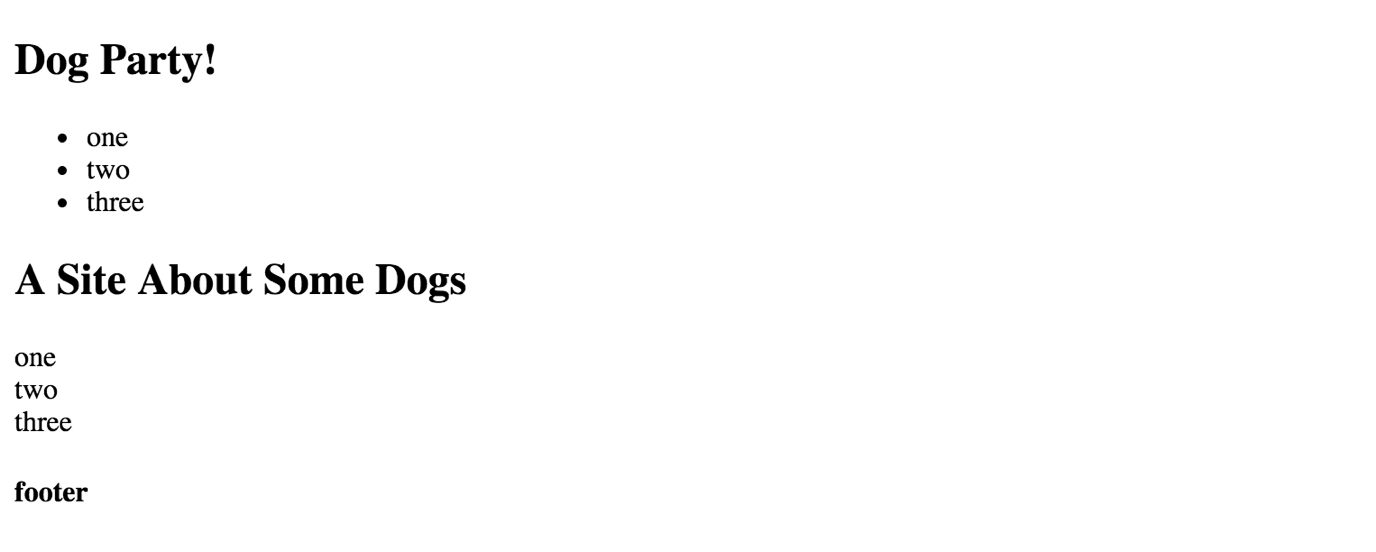 Dog Party!
• one
• two
• three
A Site About Some Dogs
one
two
three
footer